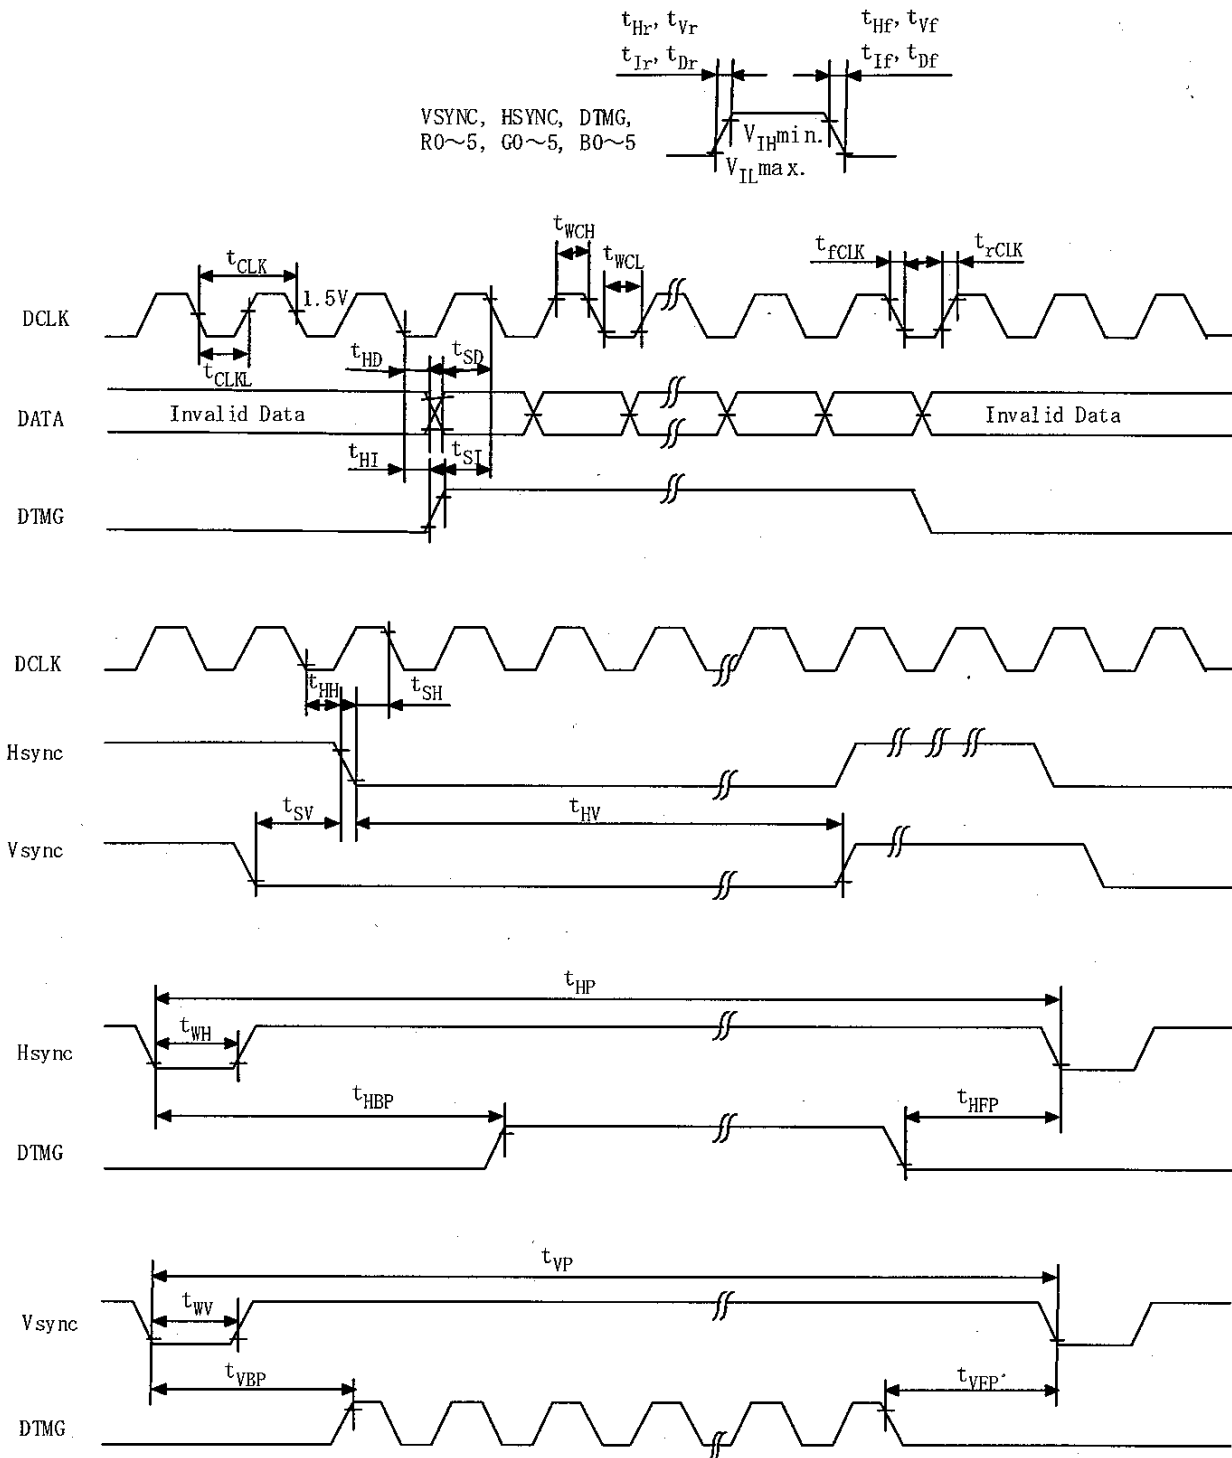 tHr, tVr
tIr, tDr
tHf, tVf
tIf, tDf
VSYNC, HSYNC, DTMG,
R0～5, G0～5, B0～5
VIHmin.
VILmax.
tCLK
tWCH
tWCL
tfCLK
trCLK
1.5V
DCLK
tCLKL
tHD
tSD
DATA
Invalid Data
Invalid Data
tHI
tSI
DTMG
DCLK
tHH
tSH
Hsync
tSV
tHV
Vsync
tHP
tWH
Hsync
tHBP
tHFP
DTMG
tVP
tWV
Vsync
tVBP
tVFP
DTMG